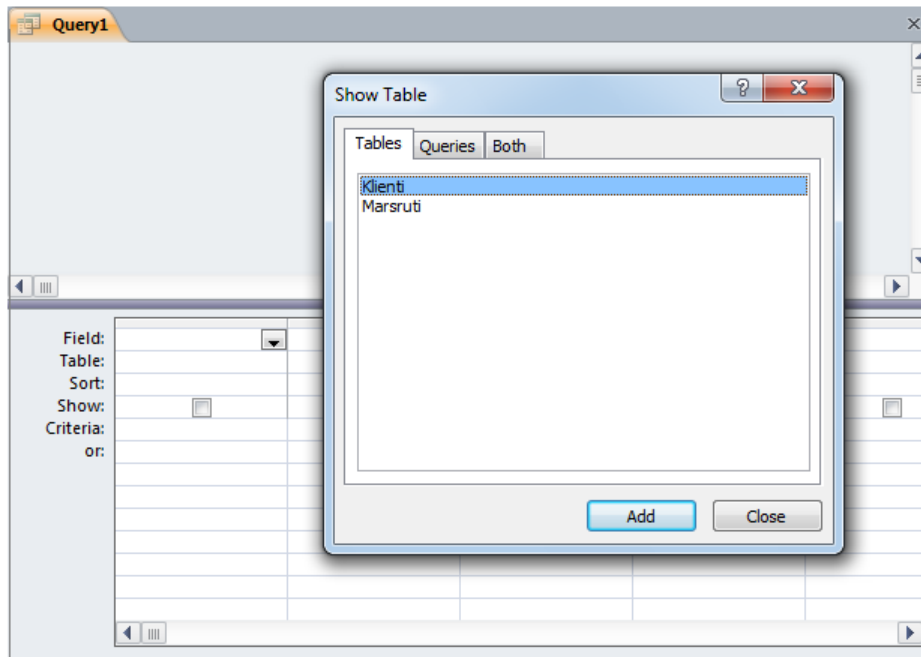 Query1
Show Table
Tables Queries Both
Klienti
Marsruti
Field:
Table:
Sort:
Show:
Criteria:
or:
Add Close